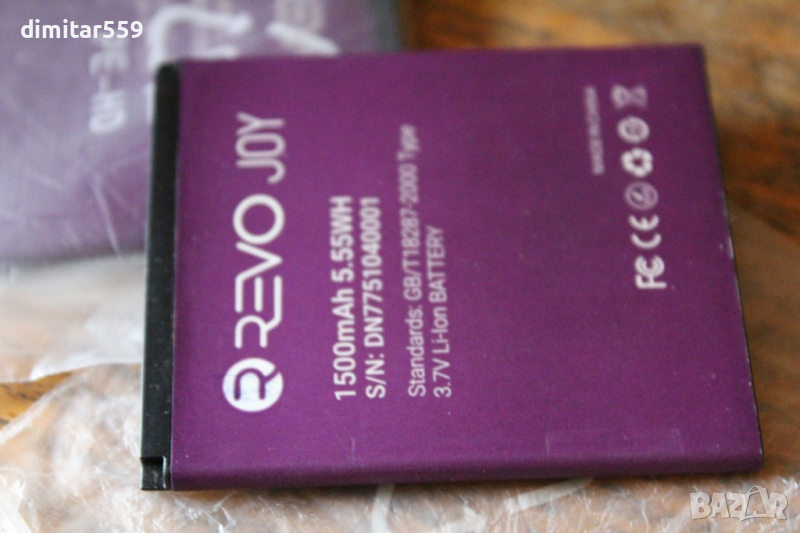 dimitar559
REVO JOY
1500mAh 5.55WH
S/N: DN7751040001
Standards: GB/T18287-2000 Type
3.7V Li-Ion BATTERY
FC CE
MADE IN CHINA
BAZAR